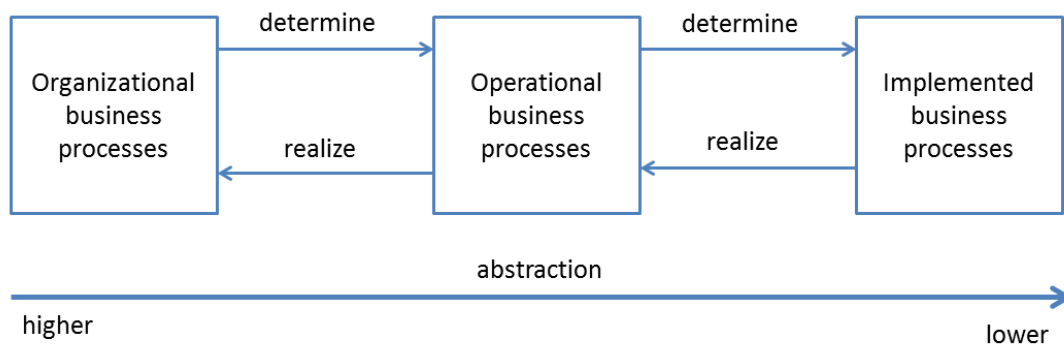 determine
determine
Organizational
business
processes
Operational
business
processes
Implemented
business
processes
realize
realize
abstraction
higher
lower